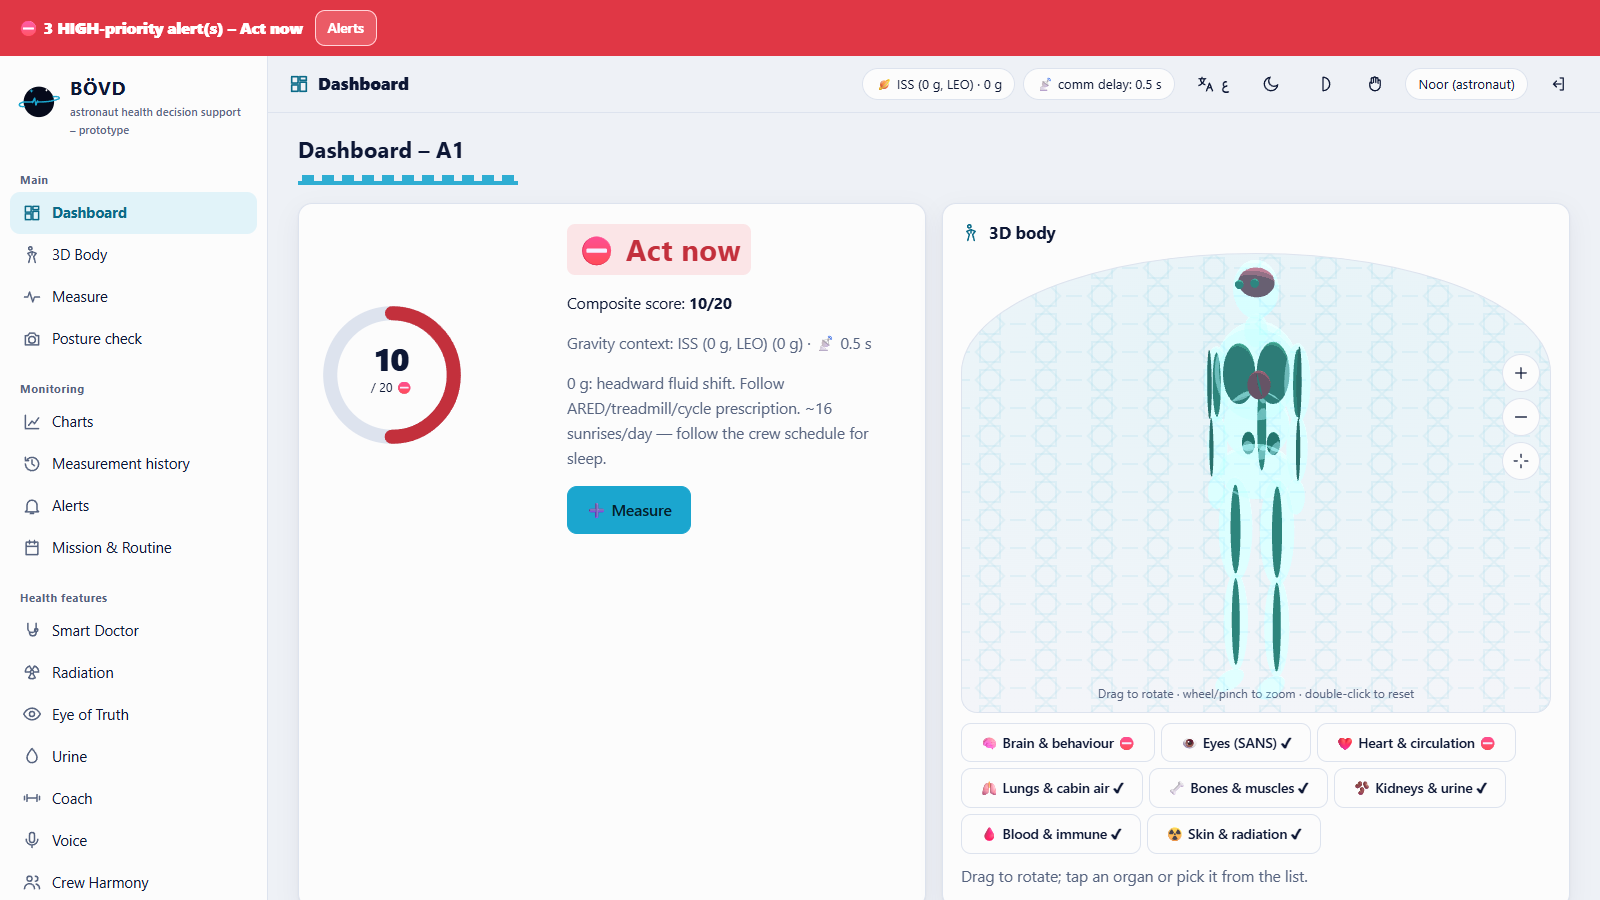 3 HIGH-priority alert(s) – Act now
Alerts
BÖVD
astronaut health decision support
– prototype
Main
Dashboard
3D Body
Measure
Posture check
Monitoring
Charts
Measurement history
Alerts
Mission & Routine
Health features
Smart Doctor
Radiation
Eye of Truth
Urine
Coach
Voice
Crew Harmony
Dashboard
ISS (0 g, LEO) · 0 g
comm delay: 0.5 s
ع
Noor (astronaut)
Dashboard – A1
10
/ 20
Act now
Composite score: 10/20
Gravity context: ISS (0 g, LEO) (0 g) · 0.5 s
0 g: headward fluid shift. Follow
ARED/treadmill/cycle prescription. ~16
sunrises/day — follow the crew schedule for
sleep.
Measure
3D body
Drag to rotate · wheel/pinch to zoom · double-click to reset
Brain & behaviour
Eyes (SANS) ✓
Heart & circulation
Lungs & cabin air ✓
Bones & muscles ✓
Kidneys & urine ✓
Blood & immune ✓
Skin & radiation ✓
Drag to rotate; tap an organ or pick it from the list.